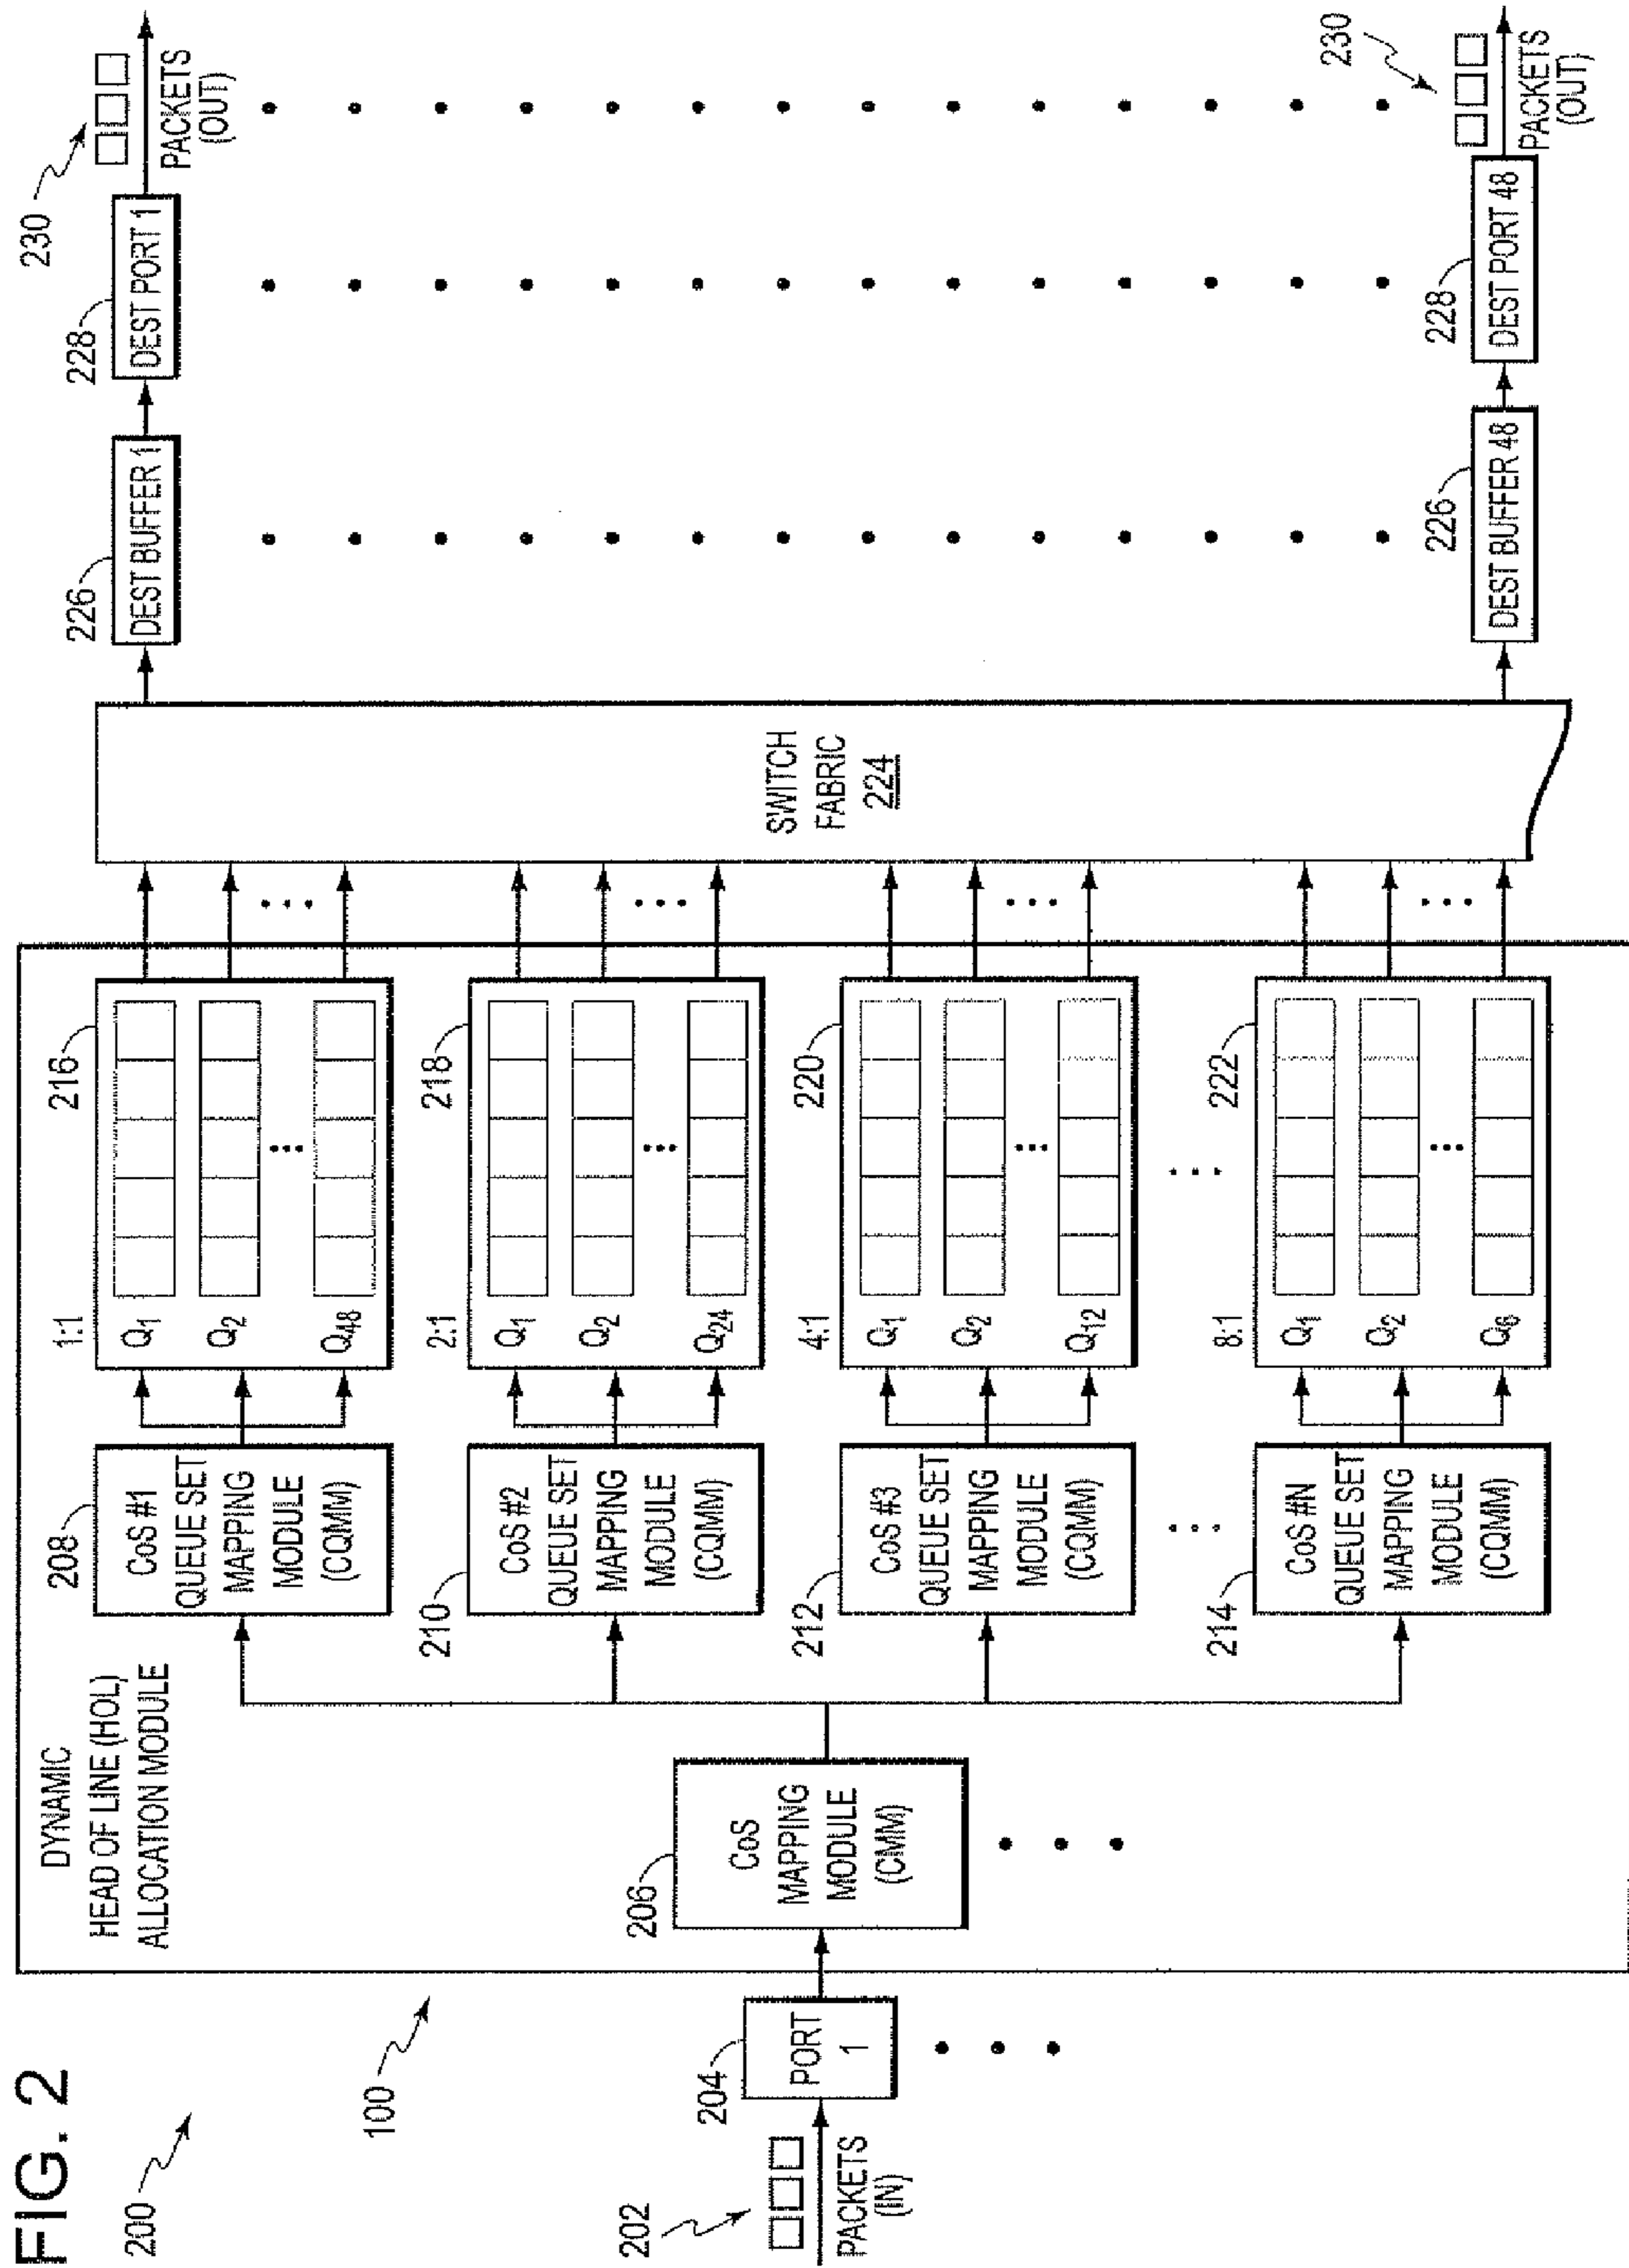 FIG. 2
200
100
202
PACKETS
(IN)
204
PORT
1
DYNAMIC
HEAD OF LINE (HOL)
ALLOCATION MODULE
206
CoS
MAPPING
MODULE
(CMM)
208
CoS #1
QUEUE SET
MAPPING
MODULE
(CQMM)
210
CoS #2
QUEUE SET
MAPPING
MODULE
(CQMM)
212
CoS #3
QUEUE SET
MAPPING
MODULE
(CQMM)
214
CoS #N
QUEUE SET
MAPPING
MODULE
(CQMM)
1:1
216
Q1
Q2
Q48
2:1
218
Q1
Q2
Q24
4:1
220
Q1
Q2
Q12
8:1
222
Q1
Q2
Q6
SWITCH
FABRIC
224
226
DEST BUFFER 1
228
DEST PORT 1
230
PACKETS
(OUT)
226
DEST BUFFER 48
228
DEST PORT 48
230
PACKETS
(OUT)